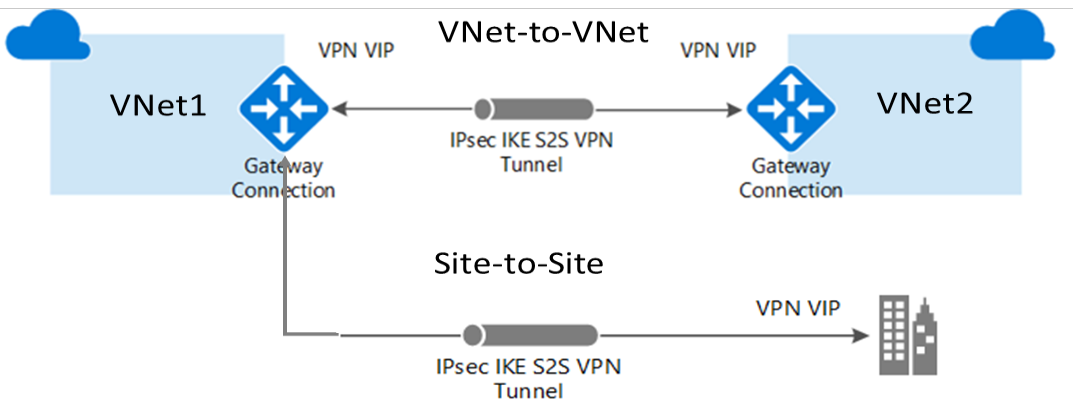 VNet-to-VNet
VPN VIP
VPN VIP
VNet1
VNet2
IPsec IKE S2S VPN
Tunnel
Gateway
Connection
Gateway
Connection
Site-to-Site
VPN VIP
IPsec IKE S2S VPN
Tunnel